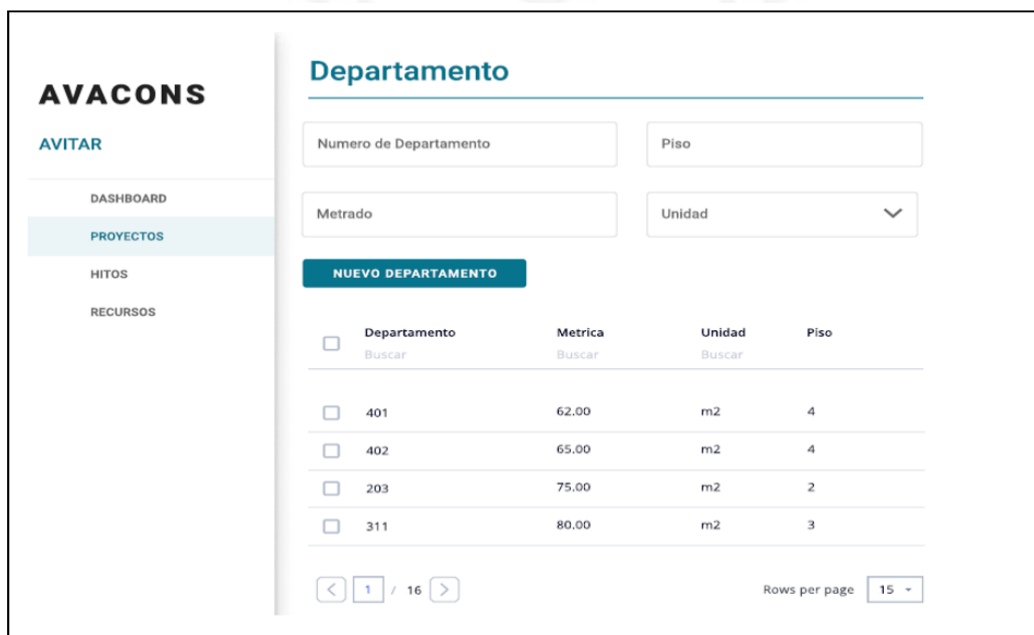 AVACONS
AVITAR
DASHBOARD
PROYECTOS
HITOS
RECURSOS
Departamento
Numero de Departamento Piso
Metrado Unidad
NUEVO DEPARTAMENTO
Departamento Metrica Unidad Piso
Buscar Buscar Buscar
401 62.00 m2 4
402 65.00 m2 4
203 75.00 m2 2
311 80.00 m2 3
< 1 / 16 > Rows per page 15